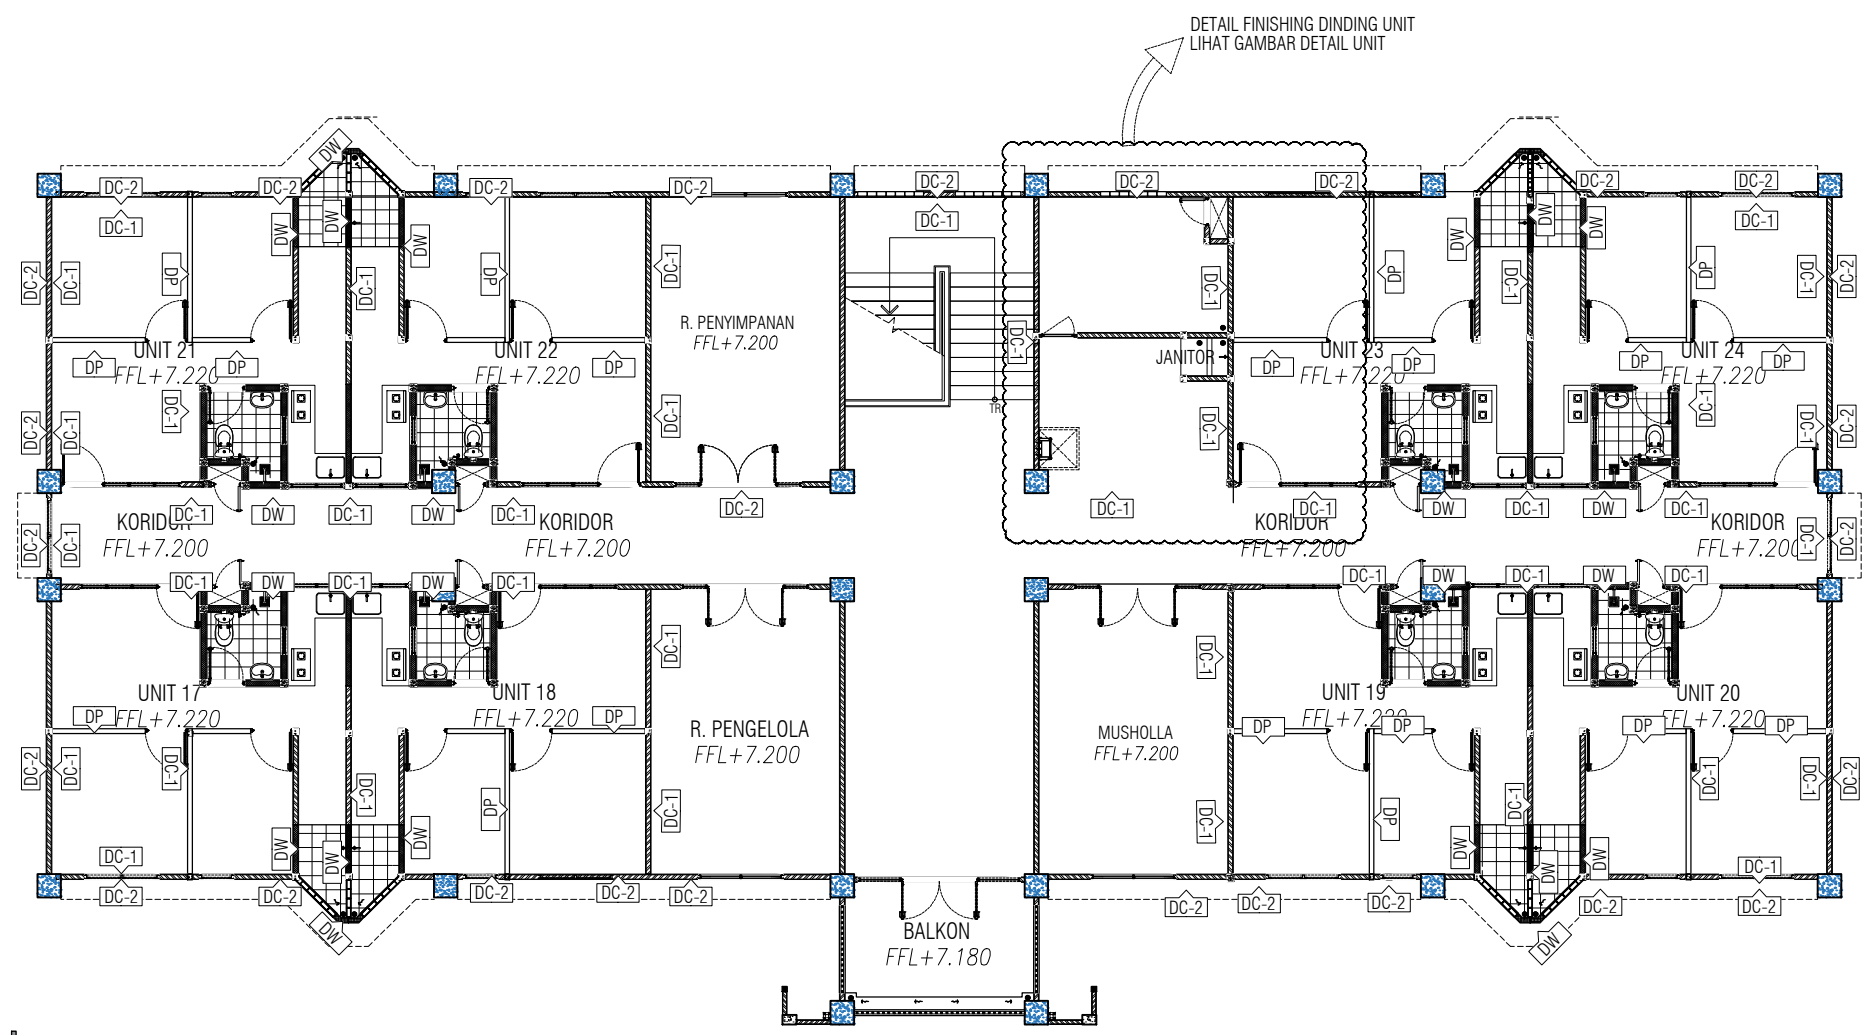 DETAIL FINISHING DINDING UNIT
LIHAT GAMBAR DETAIL UNIT
DW
DW
DC-2
DC-2
DC-2
DC-2
DC-2
DC-2
DC-2
DC-2
DC-2
DC-1
DC-1
DC-1
DW
DW
DW
DW
DW
DW
DC-2
DC-1
DP
DC-1
DP
DC-1
DC-1
DP
DC-1
DP
DC-1
DC-2
R. PENYIMPANAN
FFL+7.200
DC-1
UNIT 21
FFL+7.220
UNIT 22
FFL+7.220
JANITOR
UNIT 23
FFL+7.220
UNIT 24
FFL+7.220
DP
DP
DP
DP
DP
DP
DP
DC-2
DC-1
DC-1
DC-1
DC-1
DC-1
DC-1
DC-2
TR
DC-1
DW
DC-1
DW
DC-1
DC-2
DC-1
DC-1
DW
DC-1
DW
DC-1
KORIDOR
FFL+7.200
KORIDOR
FFL+7.200
KORIDOR
FFL+7.200
KORIDOR
FFL+7.200
DC-2
DC-1
DC-1
DC-2
DC-1
DW
DC-1
DW
DC-1
DC-1
DW
DC-1
DW
DC-1
DC-1
DC-1
UNIT 17
FFL+7.220
UNIT 18
FFL+7.220
UNIT 19
FFL+7.220
UNIT 20
FFL+7.220
DP
DP
DP
DP
DP
DP
R. PENGELOLA
FFL+7.200
MUSHOLLA
FFL+7.200
DC-2
DC-1
DC-1
DC-1
DP
DC-1
DC-1
DP
DC-1
DC-1
DC-1
DC-2
DW
DW
DW
DW
DW
DW
DC-1
DC-1
DC-2
DC-2
DC-2
DC-2
DC-2
DC-2
DC-2
DC-2
DC-2
DC-2
DW
DW
BALKON
FFL+7.180